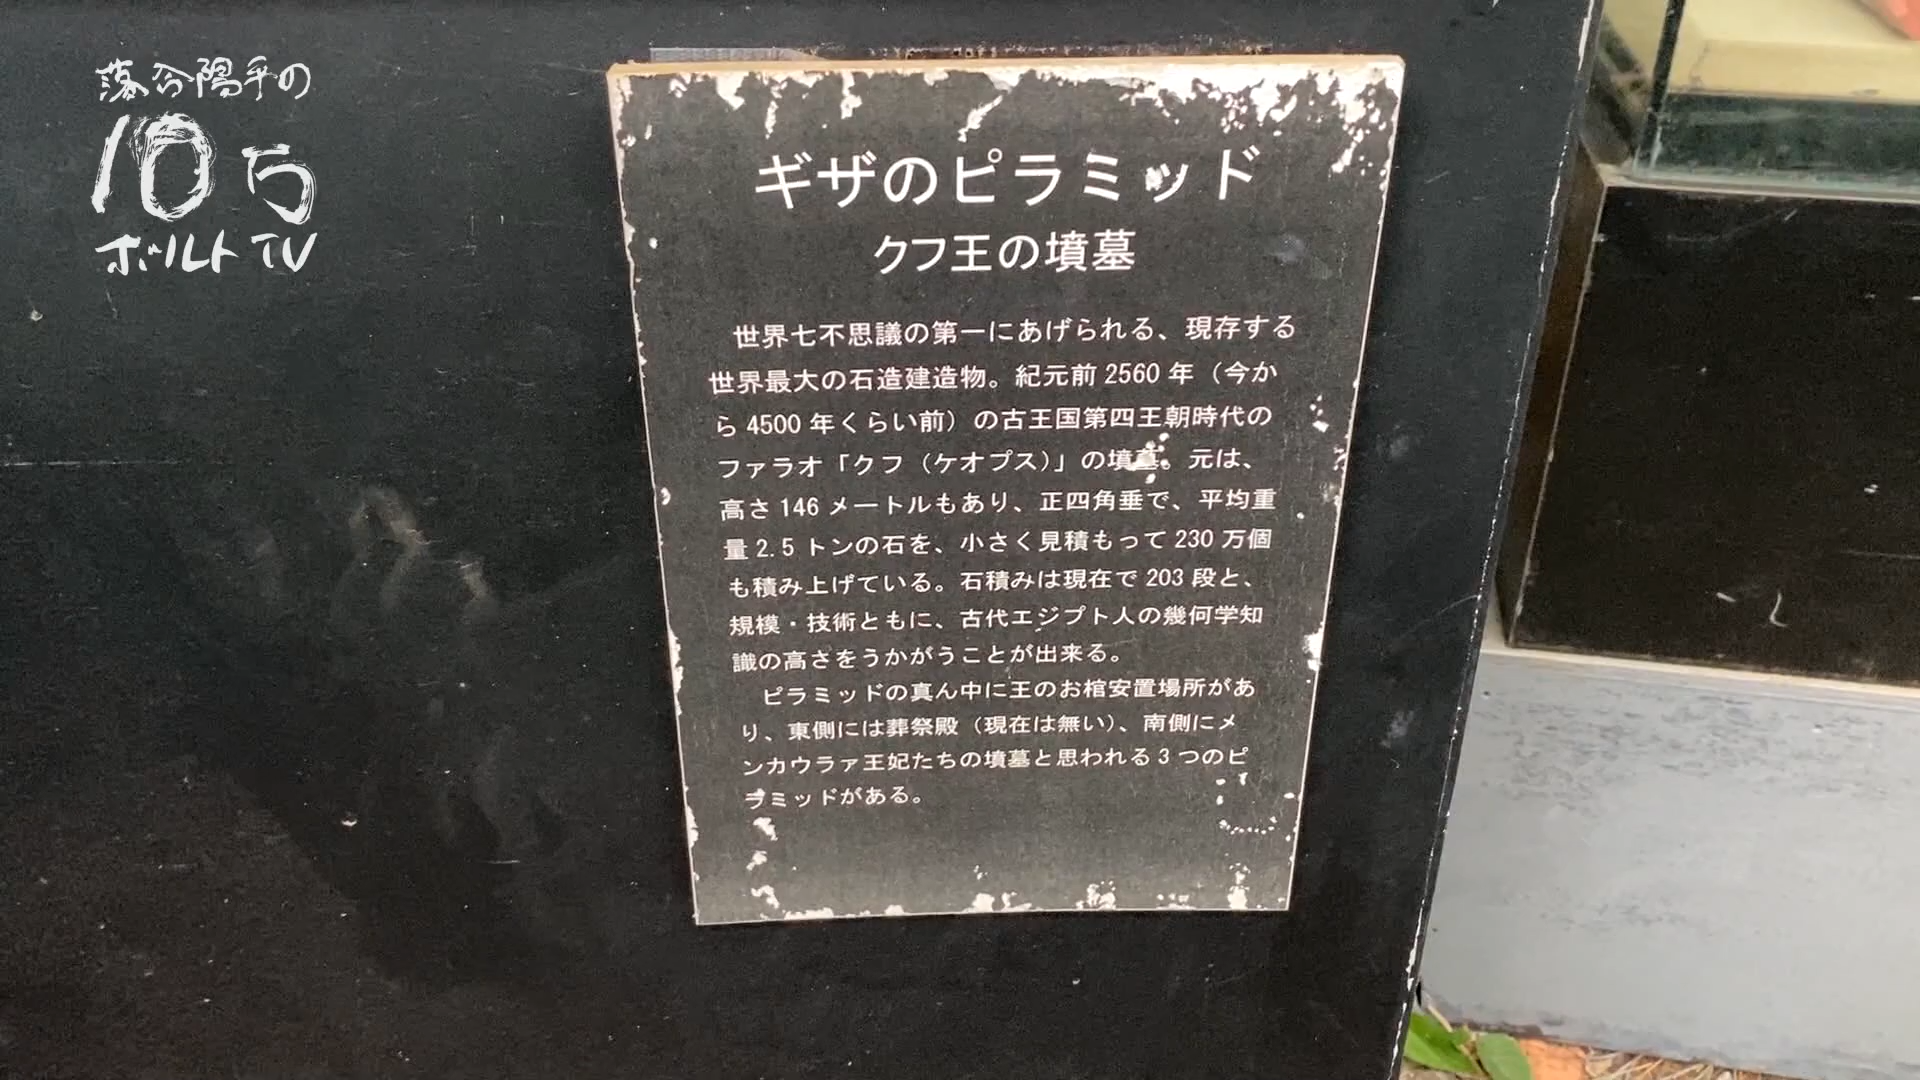 落合陽平の
10万
ボルトTV
ギザのピラミッド
クフ王の墳墓
世界七不思議の第一にあげられる、現存する
世界最大の石造建造物。紀元前2560年（今か
ら4500年くらい前）の古王国第四王朝時代の
ファラオ「クフ（ケオプス）」の墳墓。元は、
高さ146メートルもあり、正四角垂で、平均重
量2.5トンの石を、小さく見積もって230万個
も積み上げている。石積みは現在で203段と、
規模・技術ともに、古代エジプト人の幾何学知
識の高さをうかがうことが出来る。
ピラミッドの真ん中に王のお棺安置場所があ
り、東側には葬祭殿（現在は無い）、南側にメ
ンカウラァ王妃たちの墳墓と思われる3つのピ
ラミッドがある。